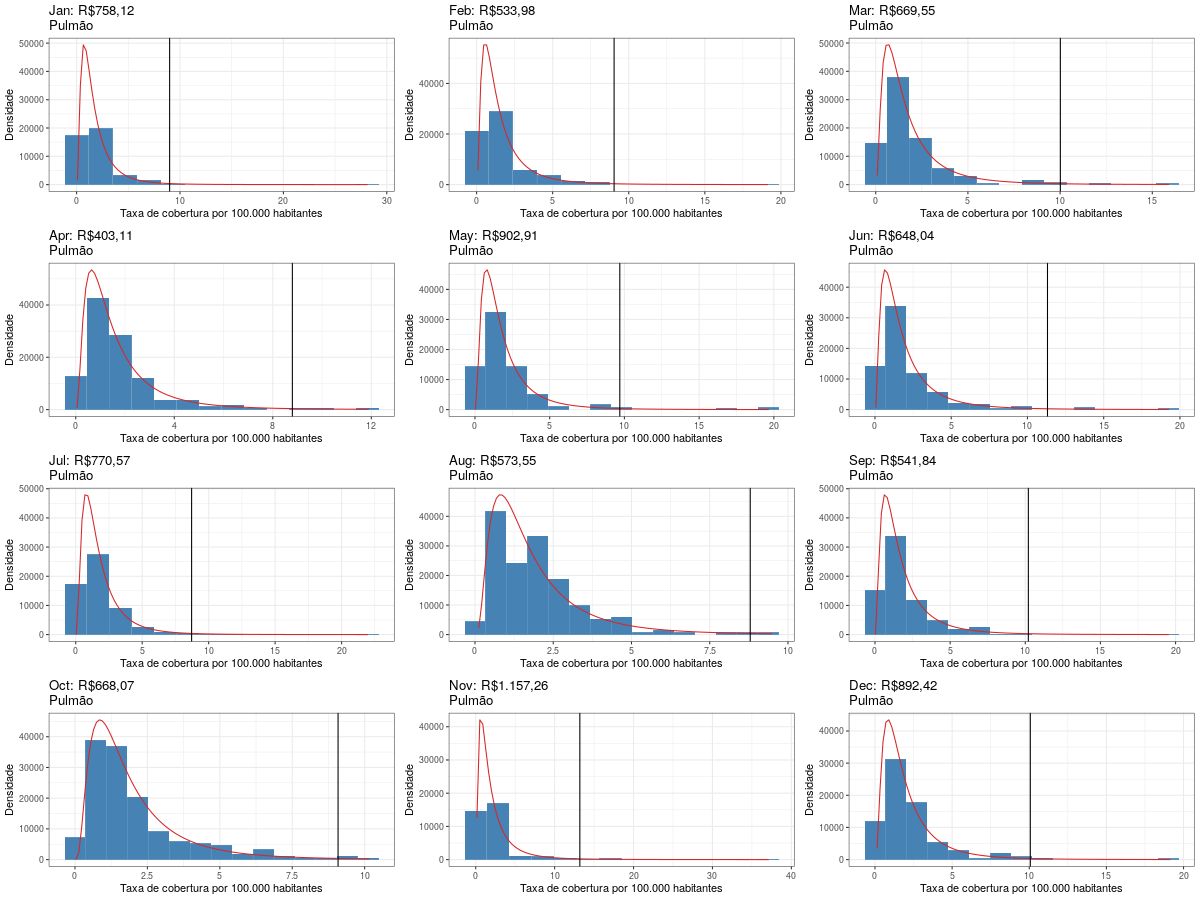 Jan: R$758,12
Pulmão
50000
40000
30000
20000
10000
0
Densidade
0
10
20
30
Taxa de cobertura por 100.000 habitantes
Feb: R$533,98
Pulmão
40000
20000
0
Densidade
0
5
10
15
20
Taxa de cobertura por 100.000 habitantes
Mar: R$669,55
Pulmão
50000
40000
30000
20000
10000
0
Densidade
0
5
10
15
Taxa de cobertura por 100.000 habitantes
Apr: R$403,11
Pulmão
40000
20000
0
Densidade
0
4
8
12
Taxa de cobertura por 100.000 habitantes
May: R$902,91
Pulmão
40000
30000
20000
10000
0
Densidade
0
5
10
15
20
Taxa de cobertura por 100.000 habitantes
Jun: R$648,04
Pulmão
40000
30000
20000
10000
0
Densidade
0
5
10
15
20
Taxa de cobertura por 100.000 habitantes
Jul: R$770,57
Pulmão
50000
40000
30000
20000
10000
0
Densidade
0
5
10
15
20
Taxa de cobertura por 100.000 habitantes
Aug: R$573,55
Pulmão
40000
30000
20000
10000
0
Densidade
0
2.5
5.0
7.5
10
Taxa de cobertura por 100.000 habitantes
Sep: R$541,84
Pulmão
50000
40000
30000
20000
10000
0
Densidade
0
5
10
15
20
Taxa de cobertura por 100.000 habitantes
Oct: R$668,07
Pulmão
40000
30000
20000
10000
0
Densidade
0
2.5
5
7.5
10
Taxa de cobertura por 100.000 habitantes
Nov: R$1.157,26
Pulmão
40000
30000
20000
10000
0
Densidade
0
10
20
30
40
Taxa de cobertura por 100.000 habitantes
Dec: R$892,42
Pulmão
40000
30000
20000
10000
0
Densidade
0
5
10
15
20
Taxa de cobertura por 100.000 habitantes